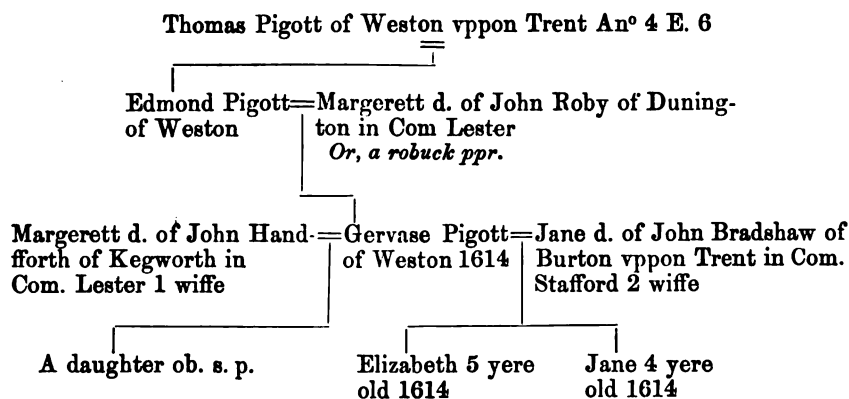 Thomas Pigott of Weston vppon Trent Anº 4 E. 6
Edmond Pigott=Margerett d. of John Roby of Duning-
of Weston
ton in Com Lester
Or, a robuck ppr.
Margerett d. of John Hand-=Gervase Pigott=Jane d. of John Bradshaw of
fforth of Kegworth in
of Weston 1614
Burton vppon Trent in Com.
Com. Lester 1 wiffe
Stafford 2 wiffe
A daughter ob. s. p.
Elizabeth 5 yere
old 1614
Jane 4 yere
old 1614